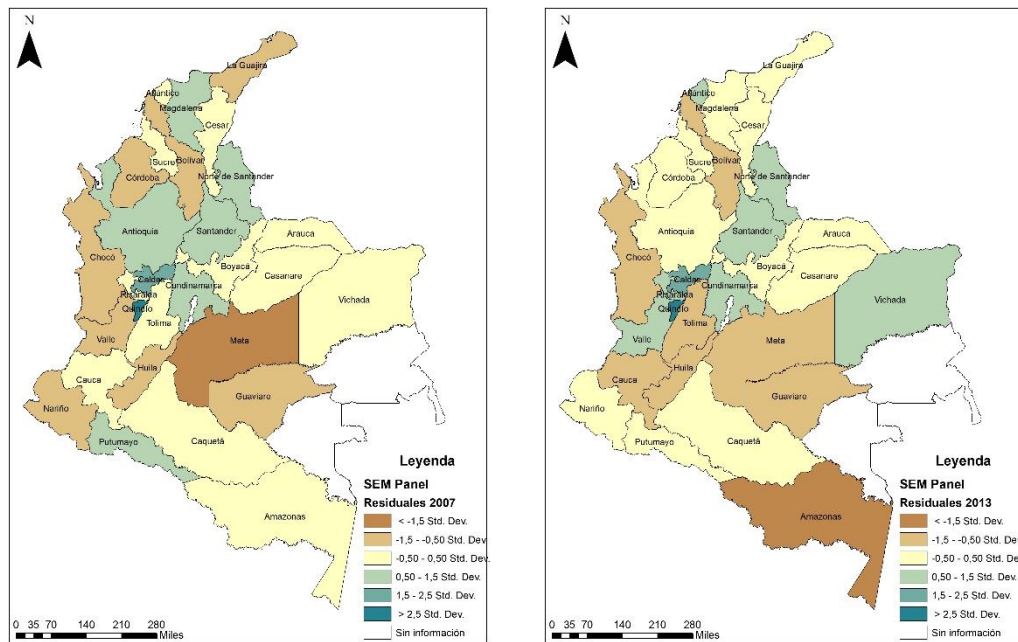 N
La Guajira
Atlántico
Magdalena
Cesar
Sucre
Bolívar
Córdoba
Norte de Santander
Antioquia
Santander
Arauca
Chocó
Boyacá
Casanare
Caldas
Cundinamarca
Risaralda
Vichada
Quindío
Tolima
Valle
Meta
Huila
Cauca
Guaviare
Nariño
Putumayo
Caquetá
Amazonas
Leyenda
SEM Panel
Residuales 2007
< -1,5 Std. Dev.
-1,5 - -0,50 Std. Dev.
-0,50 - 0,50 Std. Dev.
0,50 - 1,5 Std. Dev.
1,5 - 2,5 Std. Dev.
> 2,5 Std. Dev.
Sin información
0 35 70 140 210 280
Miles
N
La Guajira
Atlántico
Magdalena
Cesar
Sucre
Bolívar
Córdoba
Norte de Santander
Antioquia
Santander
Arauca
Chocó
Boyacá
Casanare
Caldas
Cundinamarca
Risaralda
Vichada
Quindío
Tolima
Valle
Meta
Huila
Cauca
Guaviare
Nariño
Putumayo
Caquetá
Amazonas
Leyenda
SEM Panel
Residuales 2013
< -1,5 Std. Dev.
-1,5 - -0,50 Std. Dev.
-0,50 - 0,50 Std. Dev.
0,50 - 1,5 Std. Dev.
1,5 - 2,5 Std. Dev.
> 2,5 Std. Dev.
Sin información
0 35 70 140 210 280
Miles